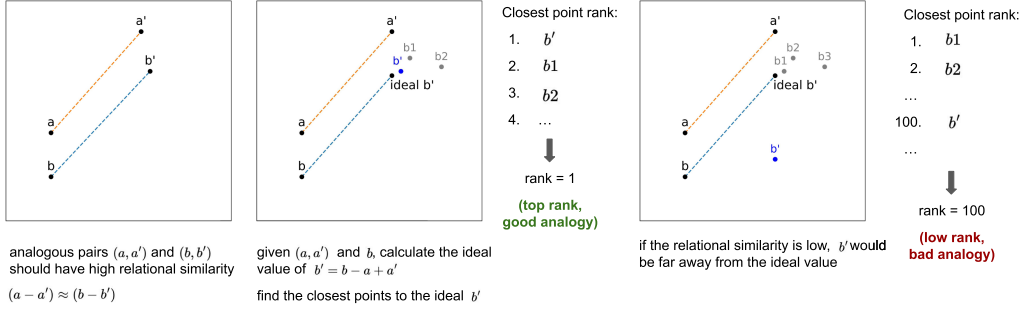 a'
b'
a
b
analogous pairs (a, a′) and (b, b′)
should have high relational similarity
(a − a′) ≈ (b − b′)
a'
b1
b'
b2
ideal b'
a
b
given (a, a′) and b, calculate the ideal
value of b′ = b − a + a′
find the closest points to the ideal b′
Closest point rank:
1. b′
2. b1
3. b2
4. ...
rank = 1
(top rank,
good analogy)
a'
b2
b1
b3
ideal b'
a
b'
b
if the relational similarity is low, b′ would
be far away from the ideal value
Closest point rank:
1. b1
2. b2
...
100. b′
...
rank = 100
(low rank,
bad analogy)